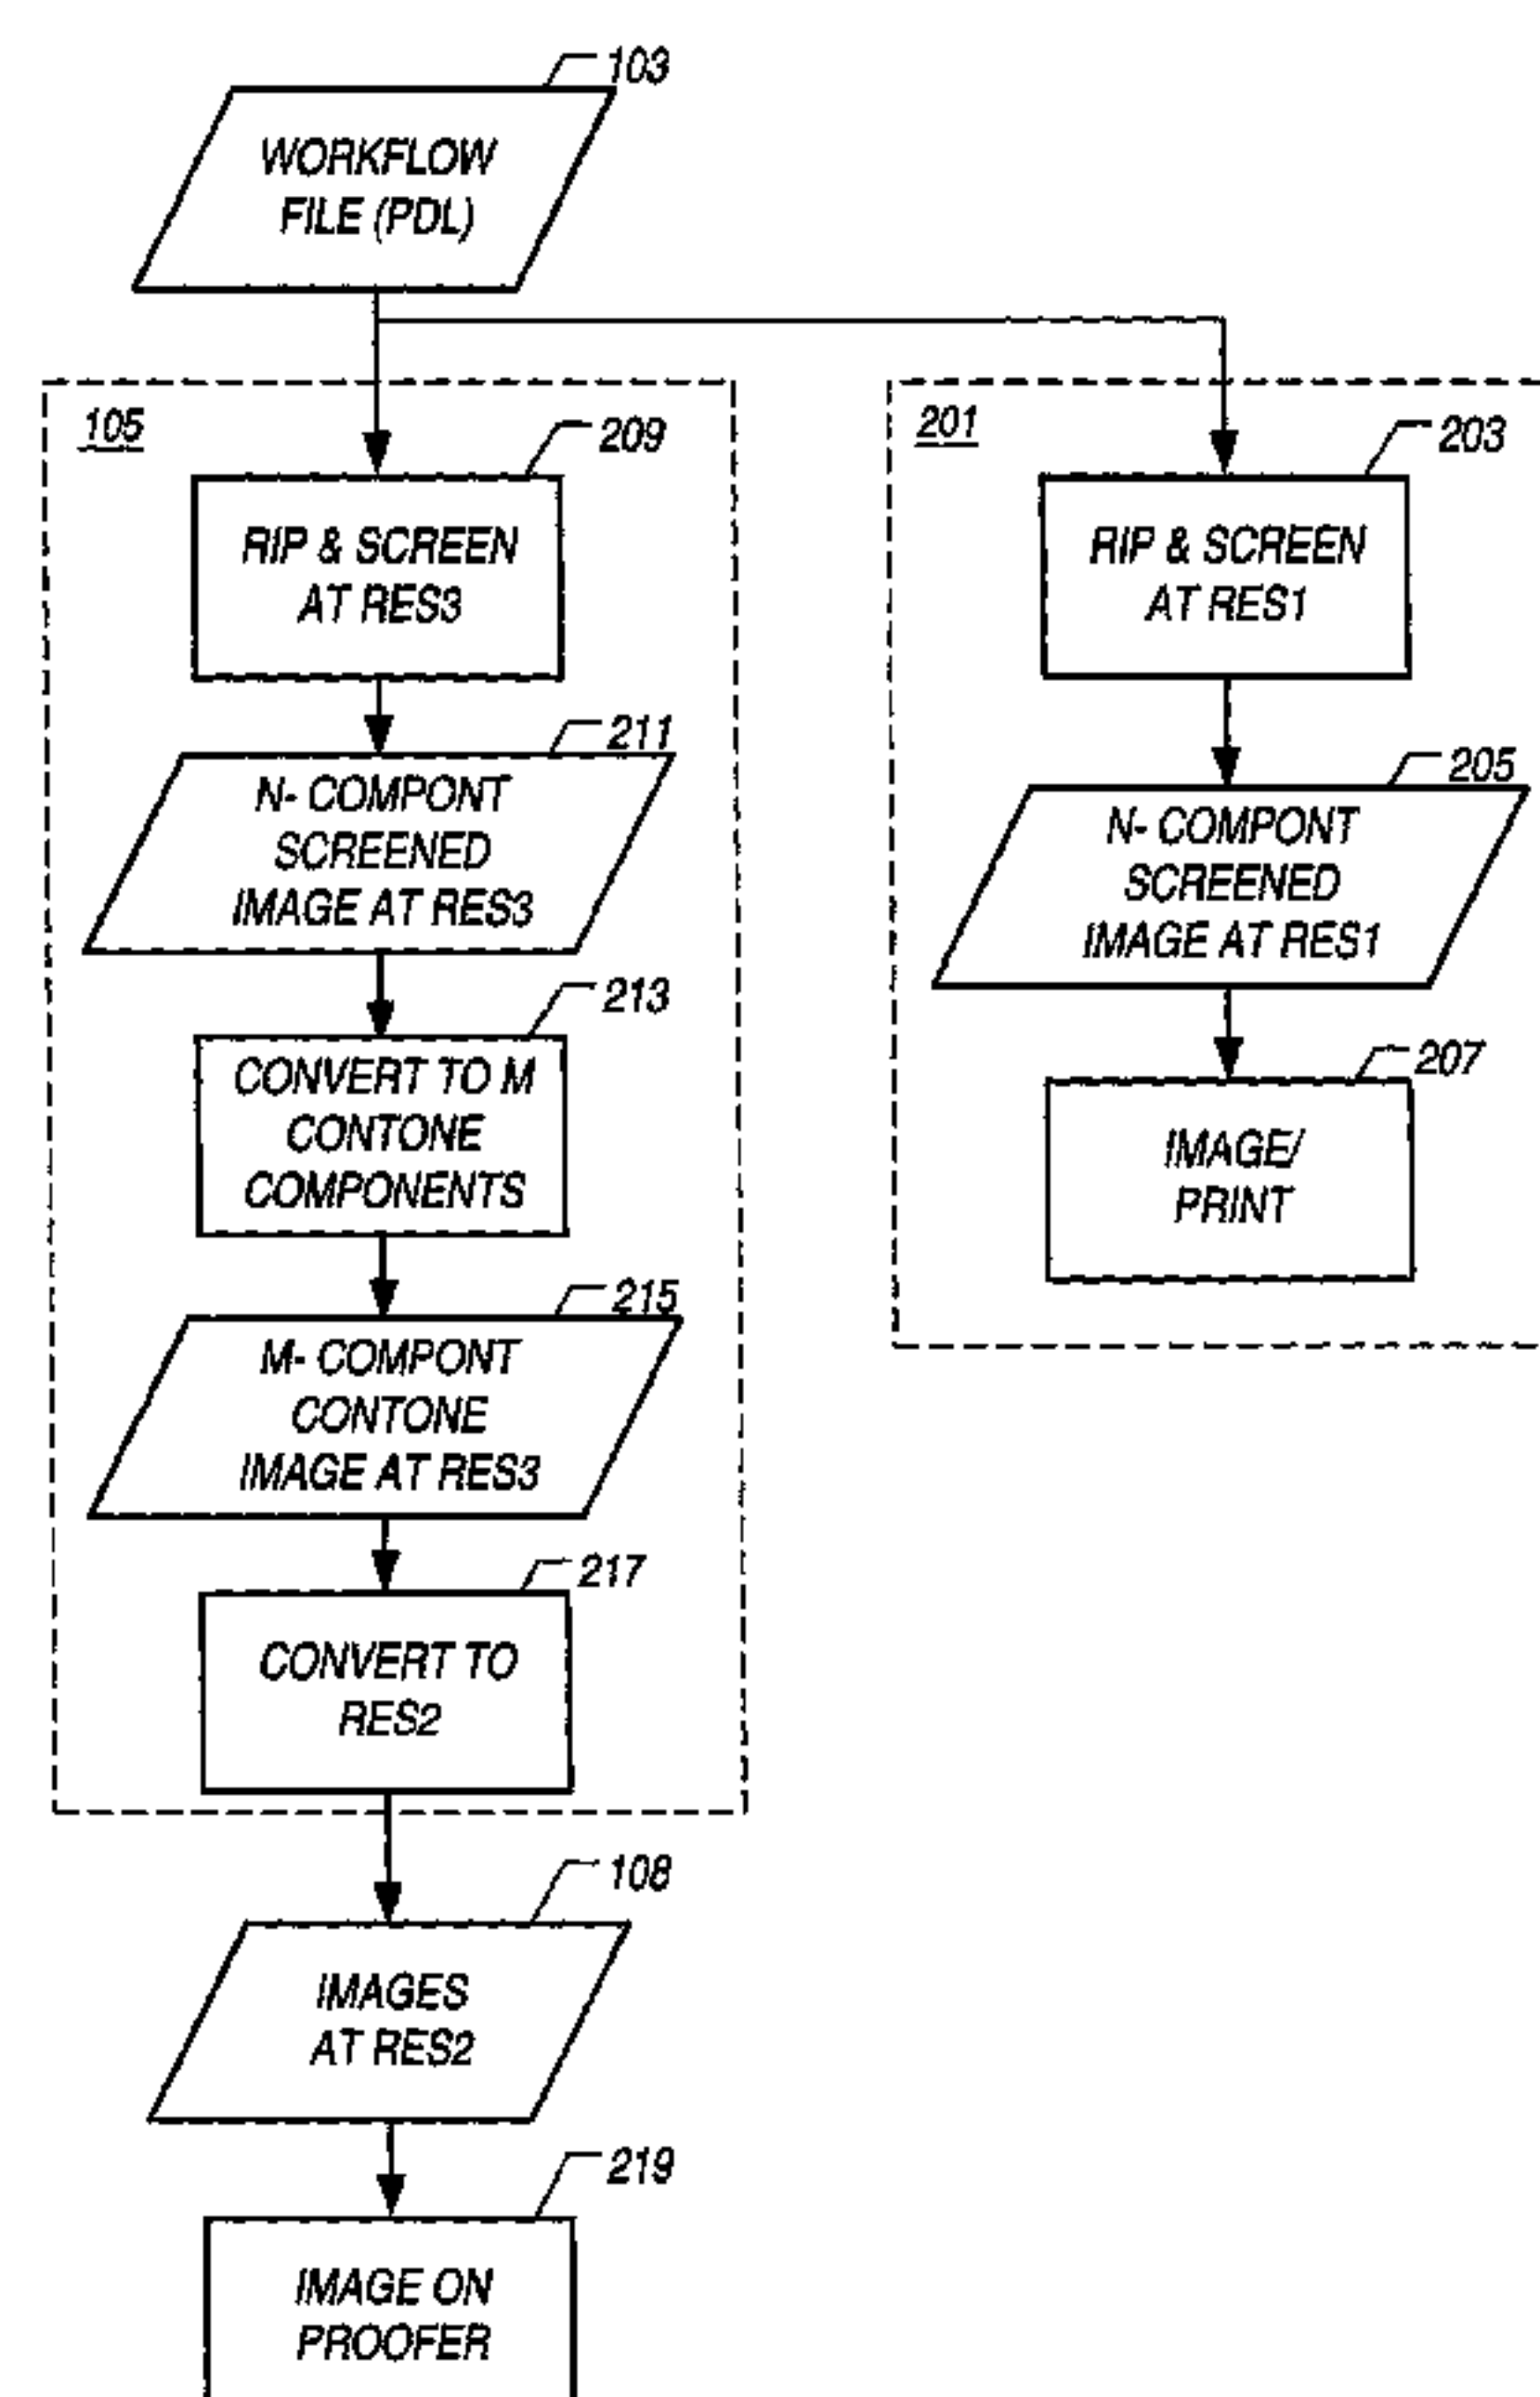 103
WORKFLOW
FILE (PDL)
105
209
RIP & SCREEN
AT RES3
211
N- COMPONT
SCREENED
IMAGE AT RES3
213
CONVERT TO M
CONTONE
COMPONENTS
215
M- COMPONT
CONTONE
IMAGE AT RES3
217
CONVERT TO
RES2
108
IMAGES
AT RES2
219
IMAGE ON
PROOFER
201
203
RIP & SCREEN
AT RES1
205
N- COMPONT
SCREENED
IMAGE AT RES1
207
IMAGE/
PRINT